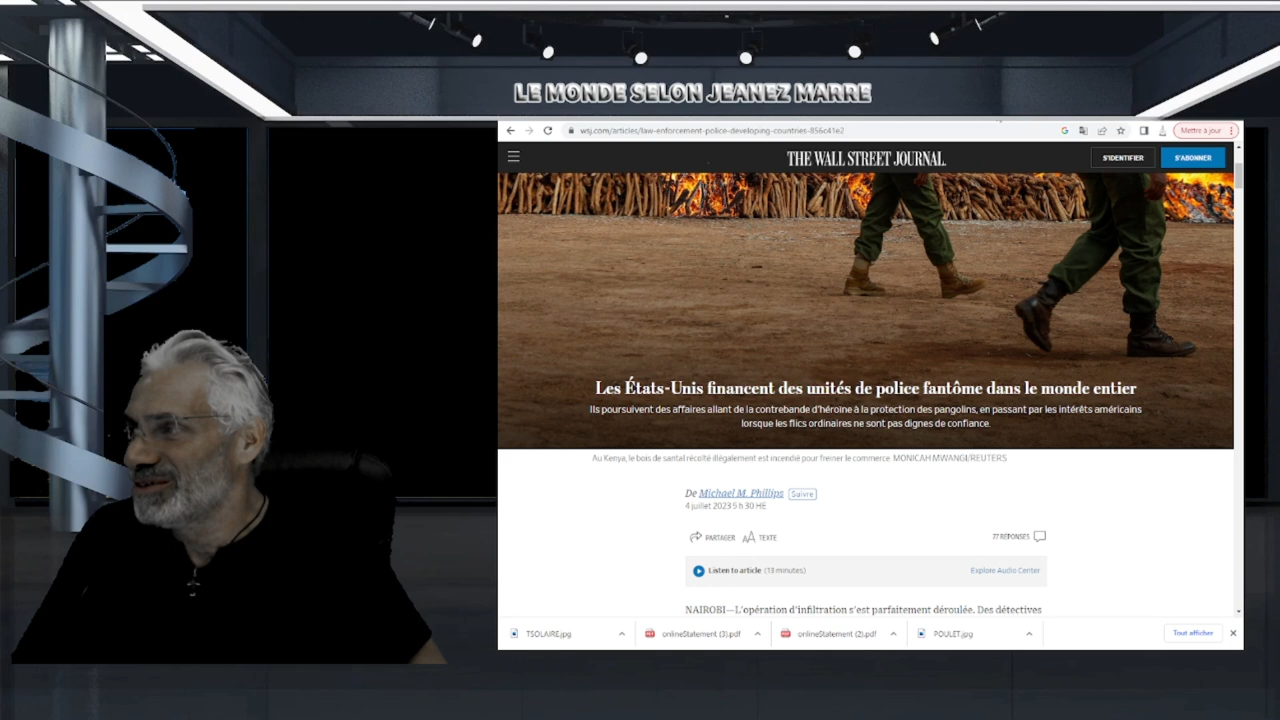 LE MONDE SELON JEANEZ MARRE
wsj.com/articles/law-enforcement-police-developing-countries-856c41e2
Mettre à jour
THE WALL STREET JOURNAL.
S'IDENTIFIER
S'ABONNER
Les États-Unis financent des unités de police fantôme dans le monde entier
Ils poursuivent des affaires allant de la contrebande d'héroïne à la protection des pangolins, en passant par les intérêts américains
lorsque les flics ordinaires ne sont pas dignes de confiance.
Au Kenya, le bois de santal récolté illégalement est incendié pour freiner le commerce MONICAH MWANGI/REUTERS
De Michael M. Phillips Suivre
4 juillet 2023 5 h 30 HE
PARTAGER AA TEXTE
77 RÉPONSES
Listen to article (13 minutes)
Explore Audio Center
NAIROBI—L'opération d'infiltration s'est parfaitement déroulée. Des détectives
TSOLAIRE.jpg
onlineStatement (3).pdf
onlineStatement (2).pdf
POULET.jpg
Tout afficher